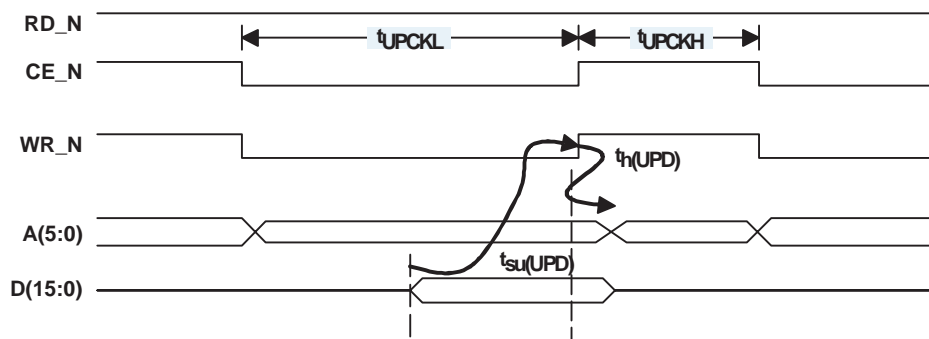 RD_N
tUPCKL tUPCKH
CE_N
WR_N
th(UPD)
A(5:0)
tsu(UPD)
D(15:0)